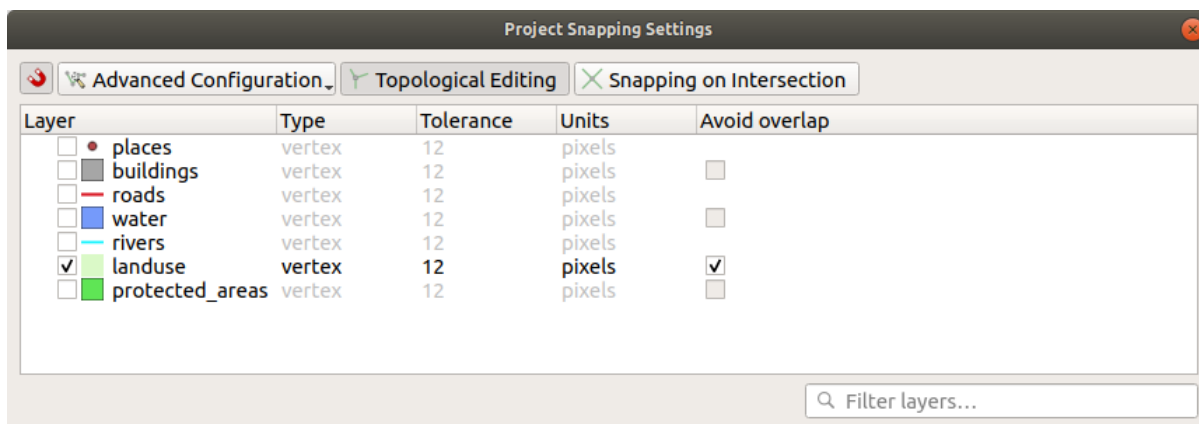 Project Snapping Settings
Advanced Configuration Topological Editing Snapping on Intersection
Layer Type Tolerance Units Avoid overlap
places vertex 12 pixels
buildings vertex 12 pixels
roads vertex 12 pixels
water vertex 12 pixels
rivers vertex 12 pixels
landuse vertex 12 pixels
protected_areas vertex 12 pixels
Filter layers...